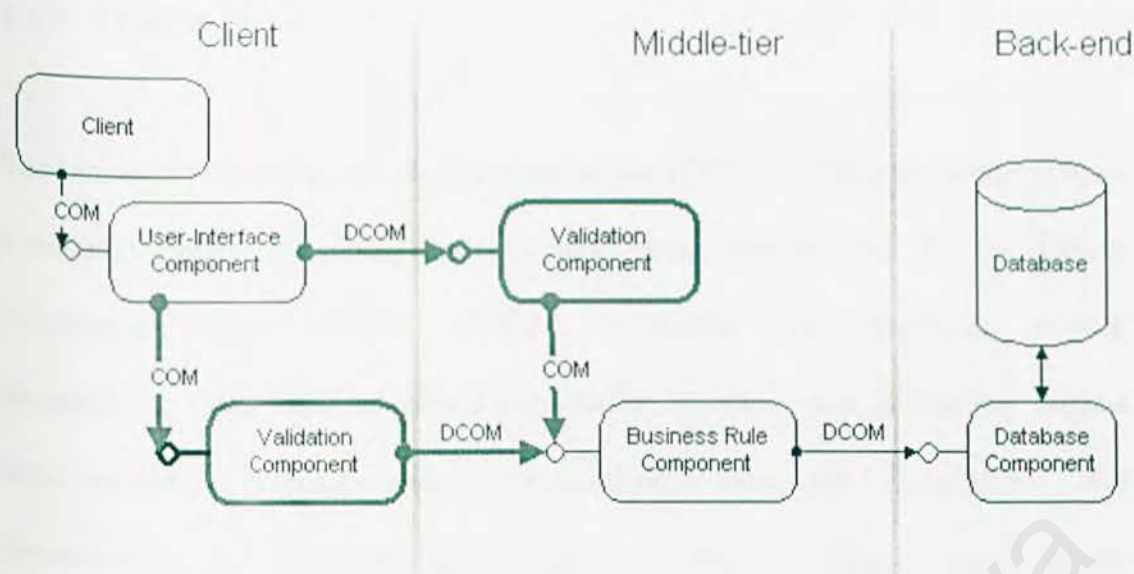 Client
Middle-tier
Back-end
Client
COM
User-Interface
Component
DCOM
Validation
Component
Database
COM
COM
Validation
Component
DCOM
Business Rule
Component
DCOM
Database
Component